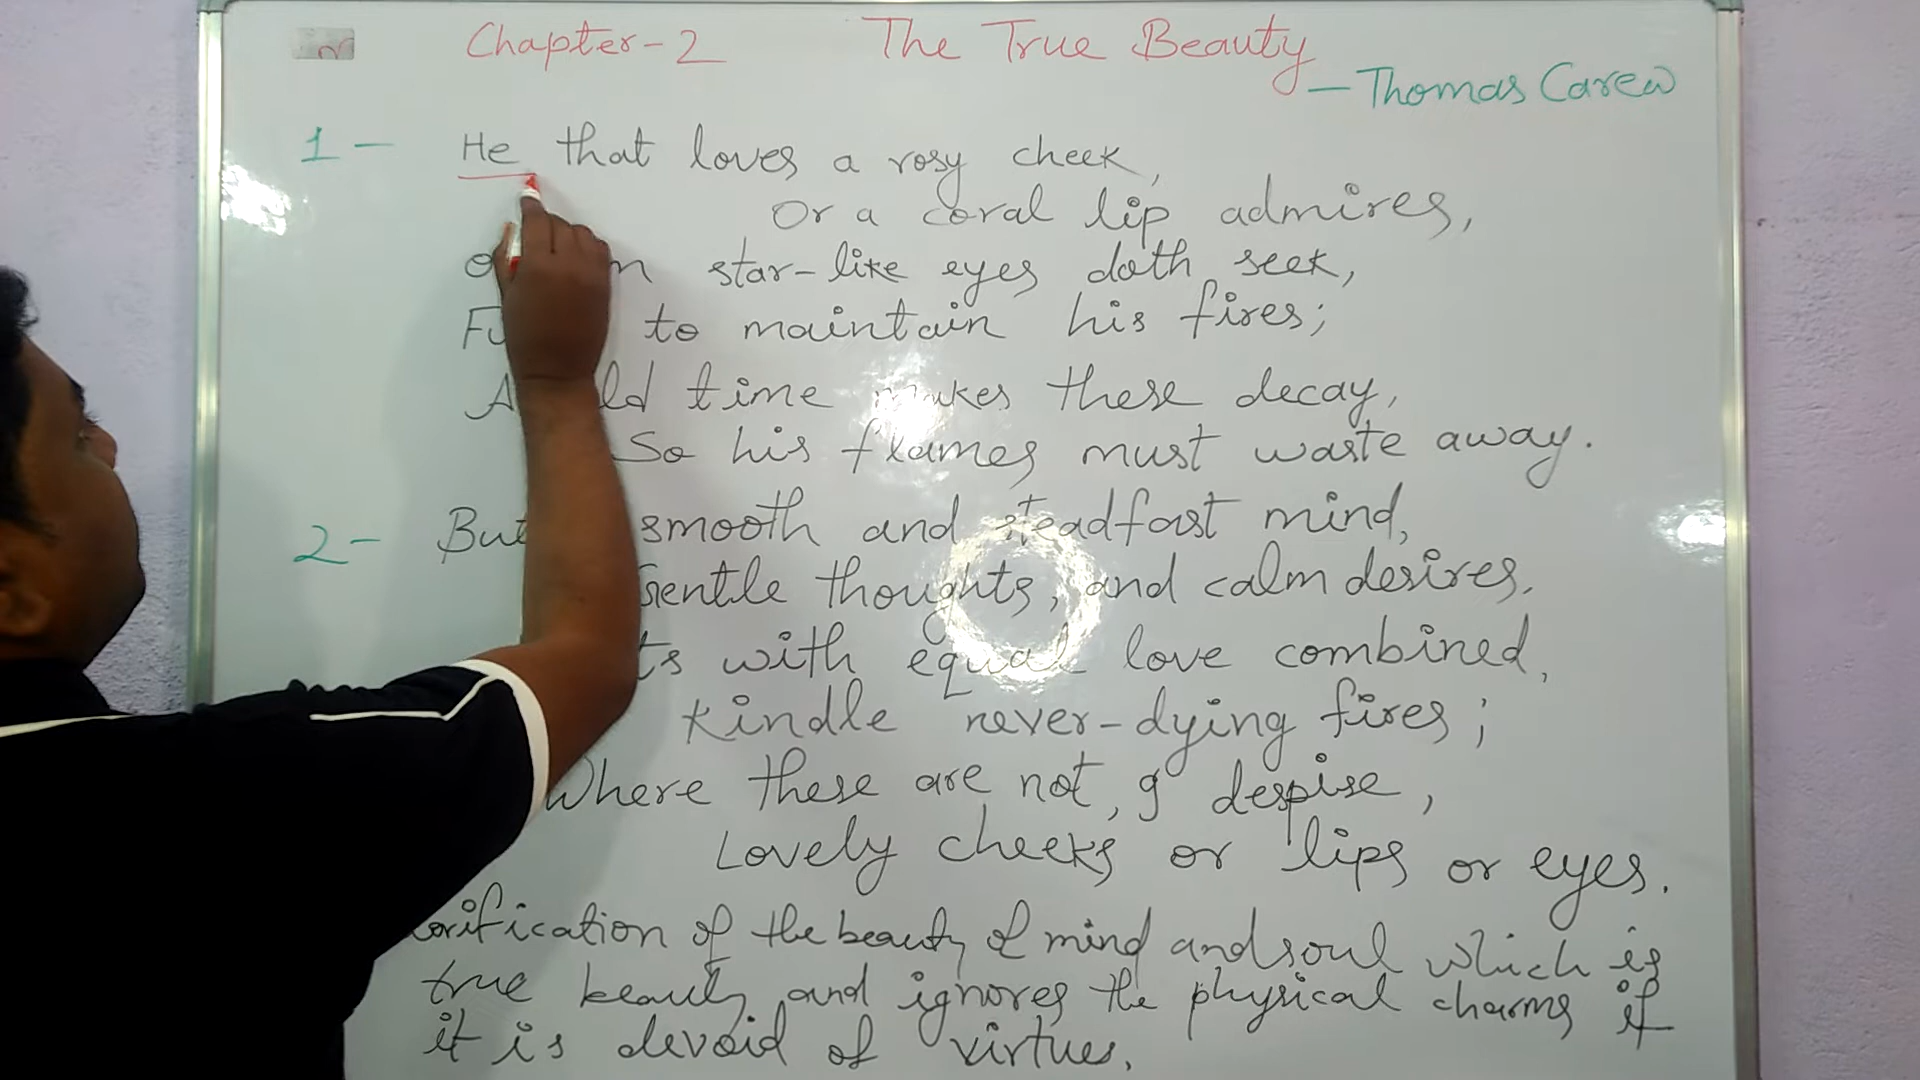 Chapter-2 The True Beauty
- Thomas Carew
1- He that loves a rosy cheek,
Or a coral lip admires,
star-like eyes doth seek,
to maintain his fires;
time makes these decay,
So his flames must waste away.
2- But smooth and steadfast mind,
Gentle thoughts, and calm desires.
with equal love combined,
Kindle never-dying fires;
Where these are not, I despise,
Lovely cheeks or lips or eyes.
of the beauty of mind and soul which is
true beauty and ignores the physical charms if
it is devoid of virtues.